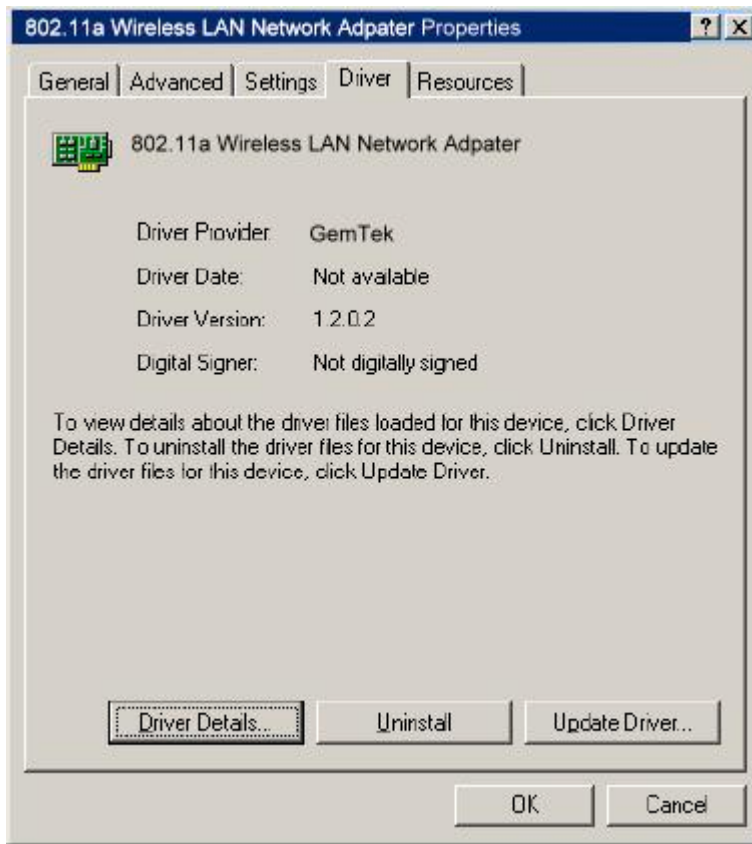 802.11a Wireless LAN Network Adpater Properties
General Advanced Settings Driver Resources
802.11a Wireless LAN Network Adpater
Driver Provider: GemTek
Driver Date: Not available
Driver Version: 1.2.0.2
Digital Signer: Not digitally signed
To view details about the driver files loaded for this device, click Driver
Details. To uninstall the driver files for this device, click Uninstall. To update
the driver files for this device, click Update Driver.
Driver Details... Uninstall Update Driver...
OK Cancel